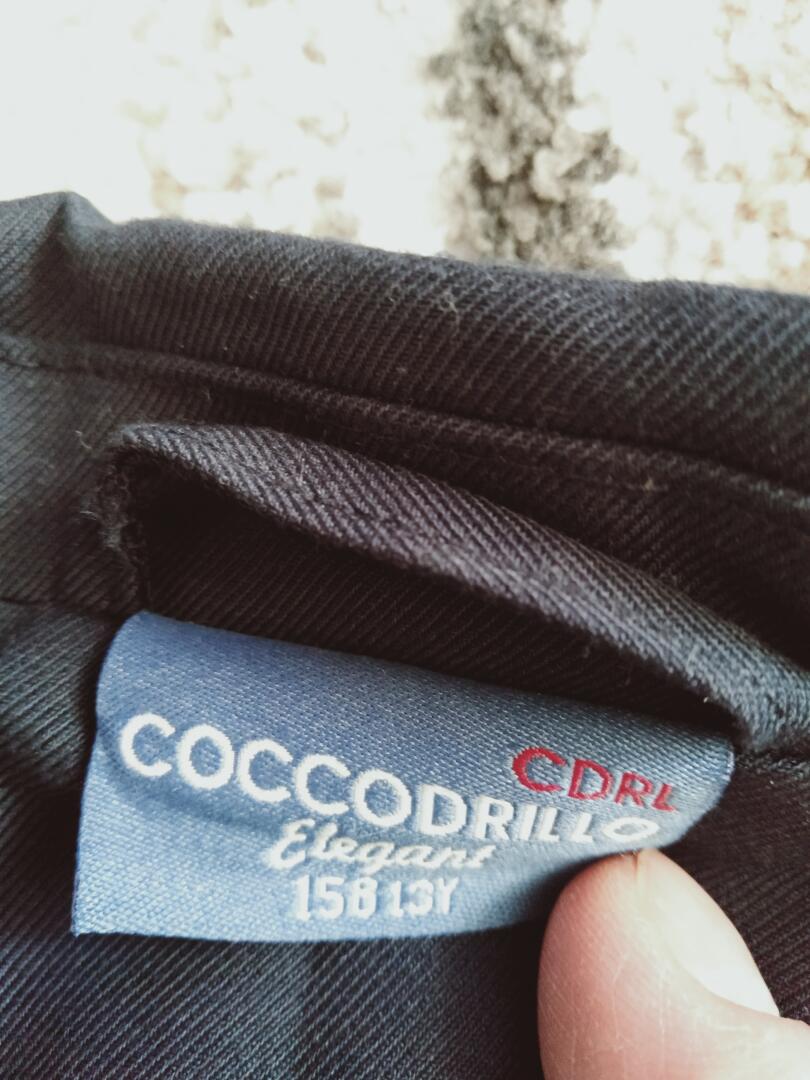 CDRL
COCCODRILLO
Elegant
158 13Y